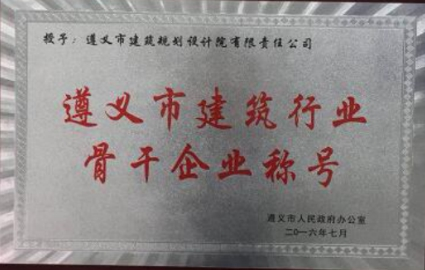 授予：遵义市建筑规划设计院有限责任公司
遵义市建筑行业
骨干企业称号
遵义市人民政府办公室
二〇一六年七月